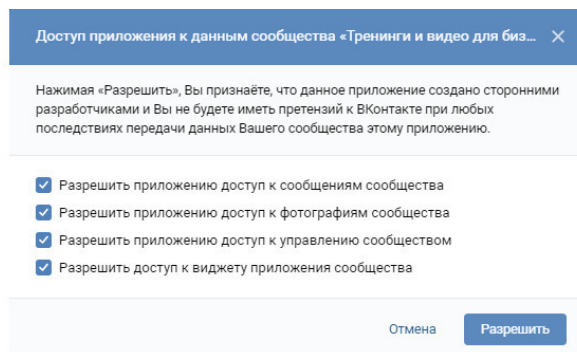 Доступ приложения к данным сообщества «Тренинги и видео для биз...
Нажимая «Разрешить», Вы признаёте, что данное приложение создано сторонними
разработчиками и Вы не будете иметь претензий к ВКонтакте при любых
последствиях передачи данных Вашего сообщества этому приложению.
Разрешить приложению доступ к сообщениям сообщества
Разрешить приложению доступ к фотографиям сообщества
Разрешить приложению доступ к управлению сообществом
Разрешить доступ к виджету приложения сообщества
Отмена Разрешить